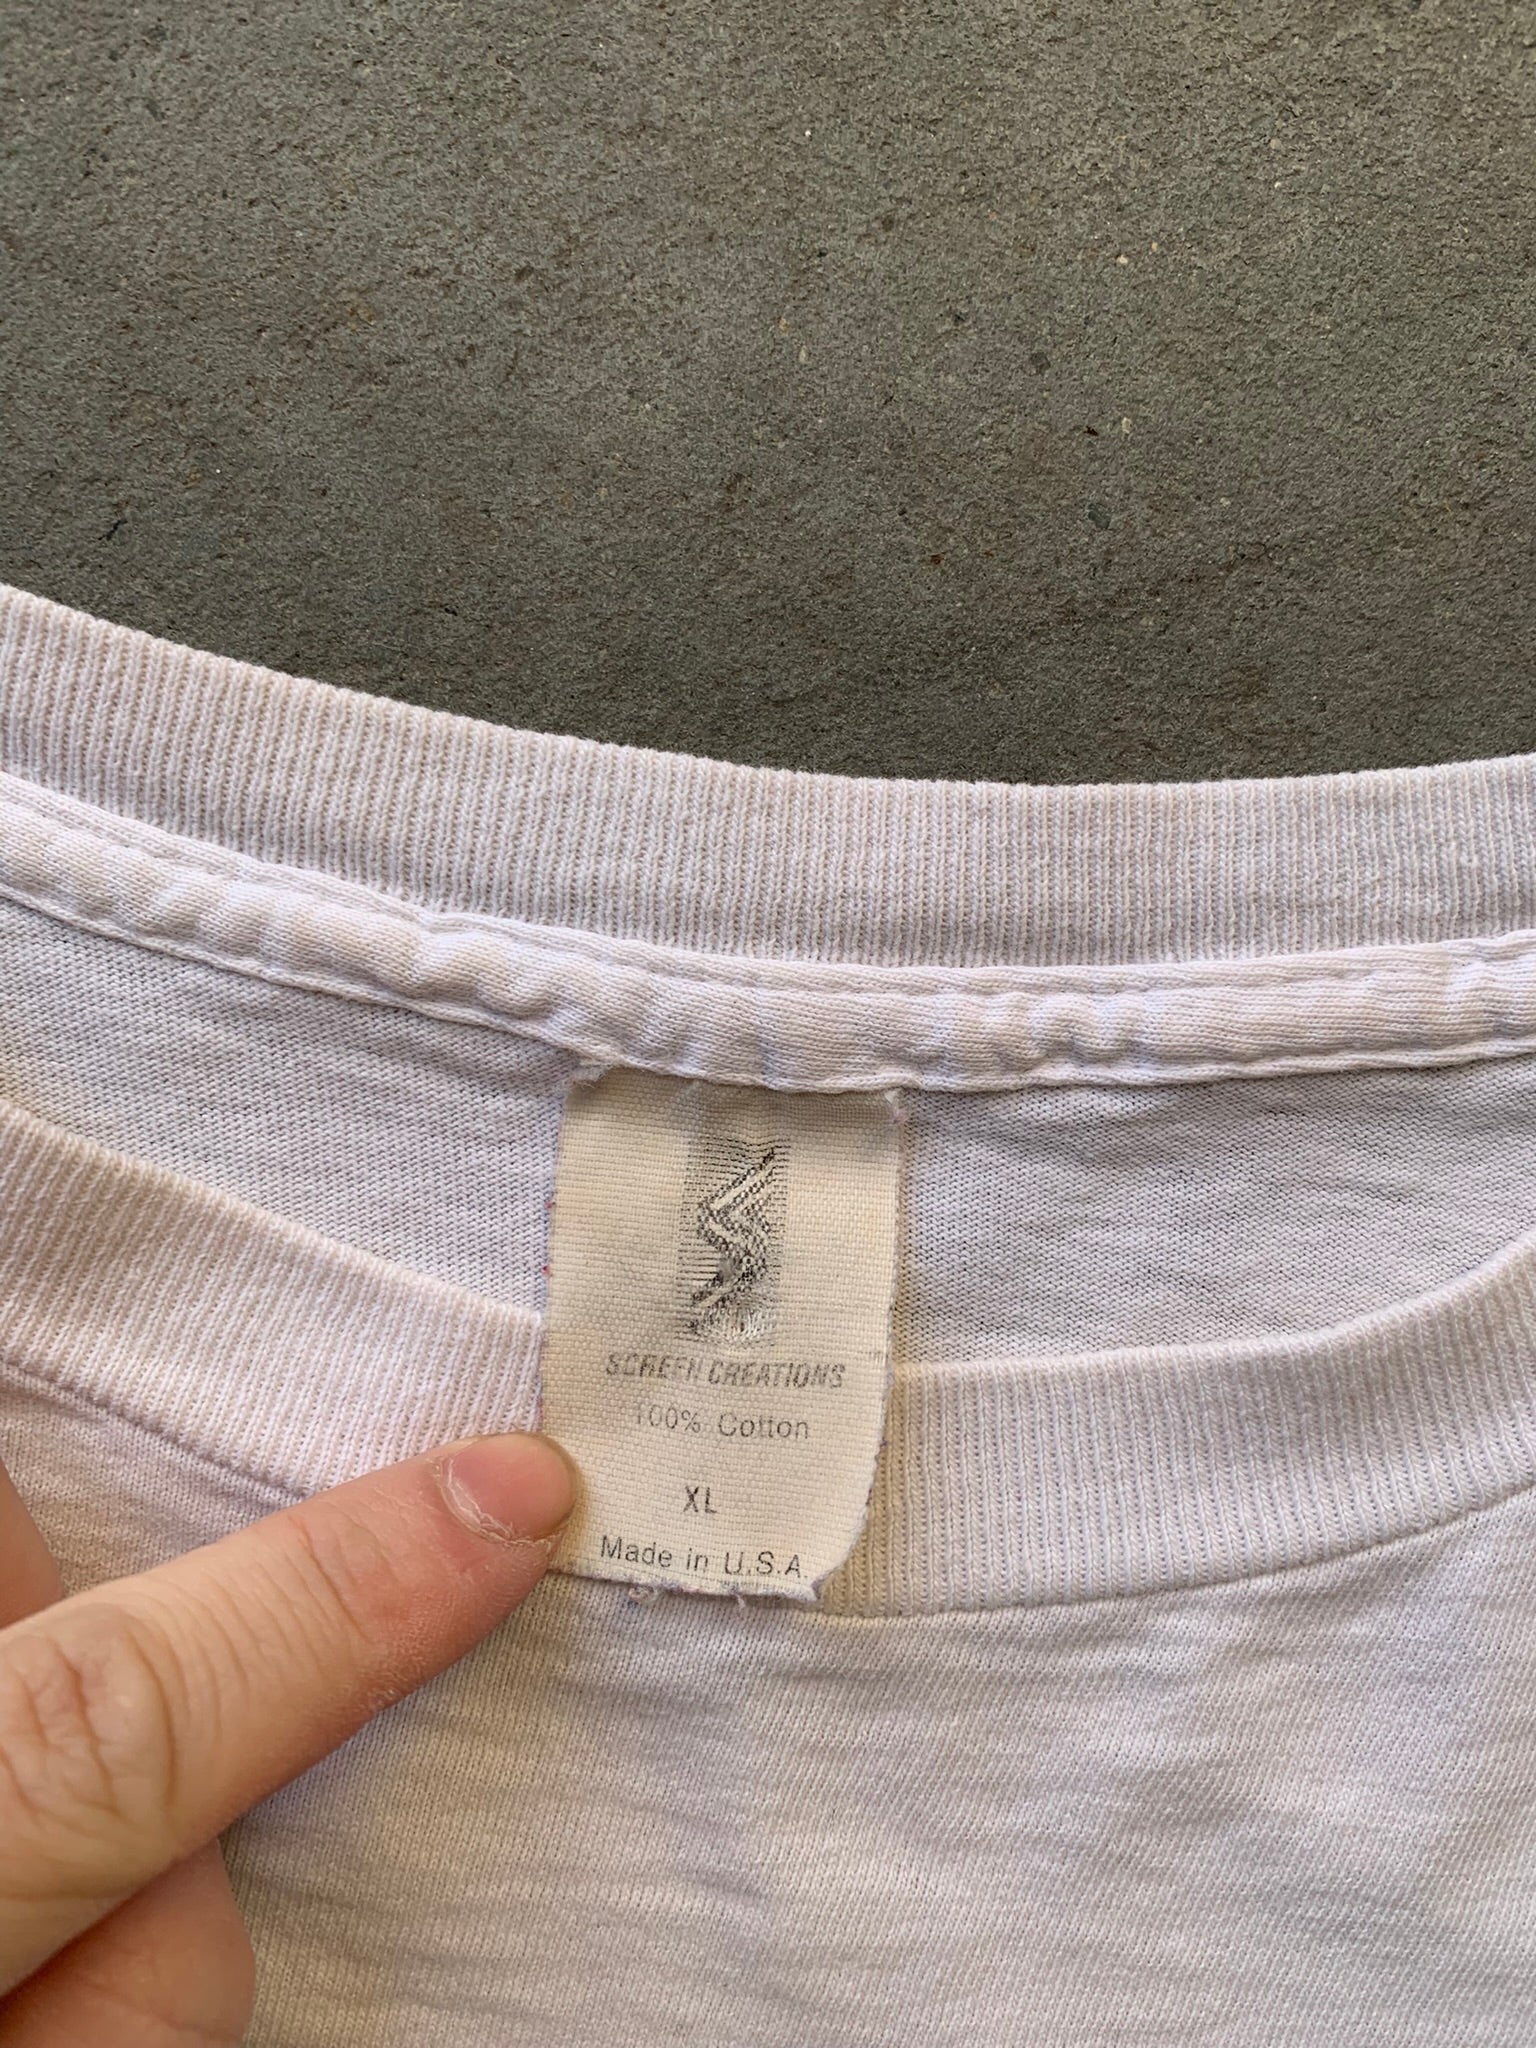 SCREEN CREATIONS
100% Cotton
XL
Made in U.S.A.